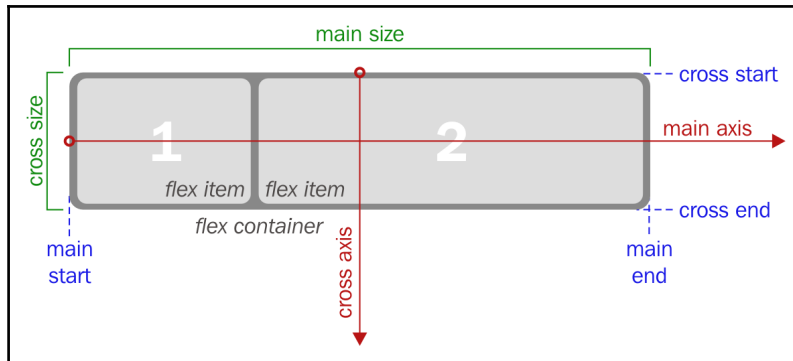 main size
cross start
cross size
1
2
main axis
flex item
flex item
flex container
cross end
cross axis
main
start
main
end